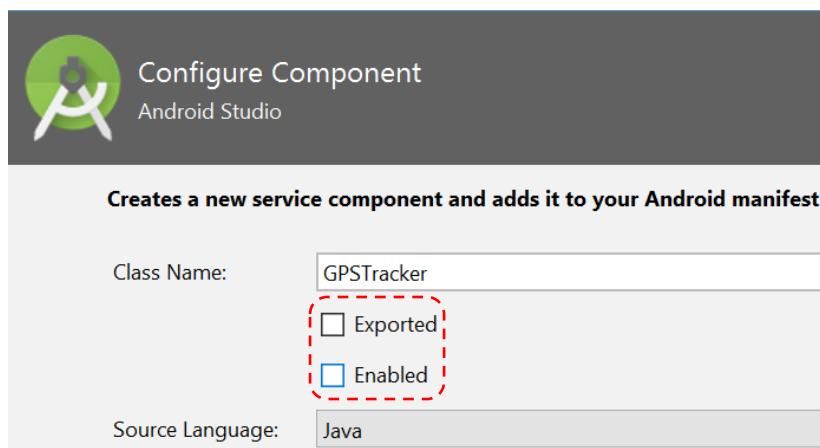 Configure Component
Android Studio
Creates a new service component and adds it to your Android manifest
Class Name: GPSTracker
Exported
Enabled
Source Language: Java